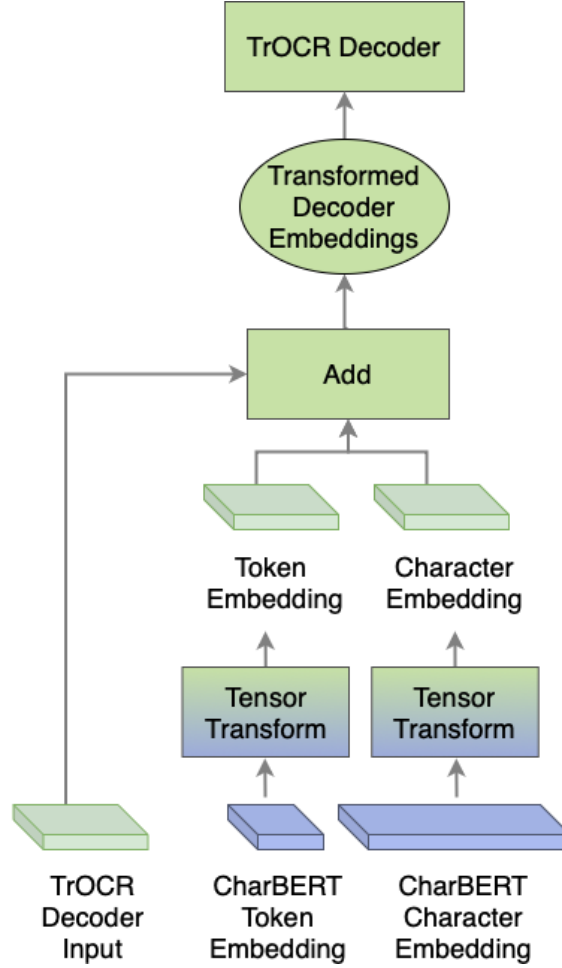 TrOCR Decoder
Transformed
Decoder
Embeddings
Add
Token
Embedding
Character
Embedding
Tensor
Transform
Tensor
Transform
TrOCR
Decoder
Input
CharBERT
Token
Embedding
CharBERT
Character
Embedding